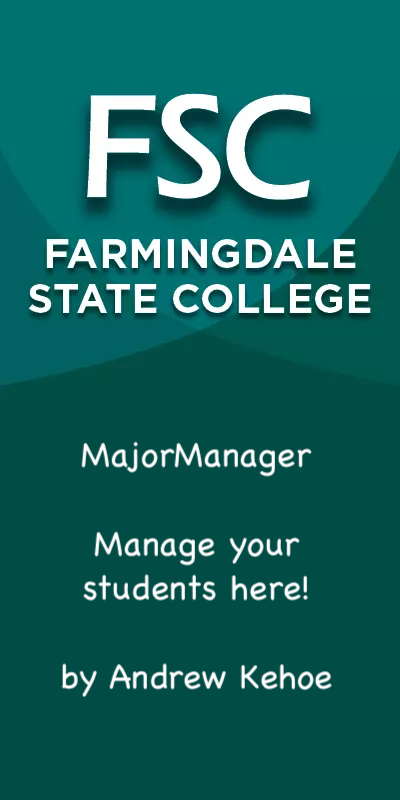 FSC
FARMINGDALE
STATE COLLEGE
MajorManager
Manage your
students here!
by Andrew Kehoe